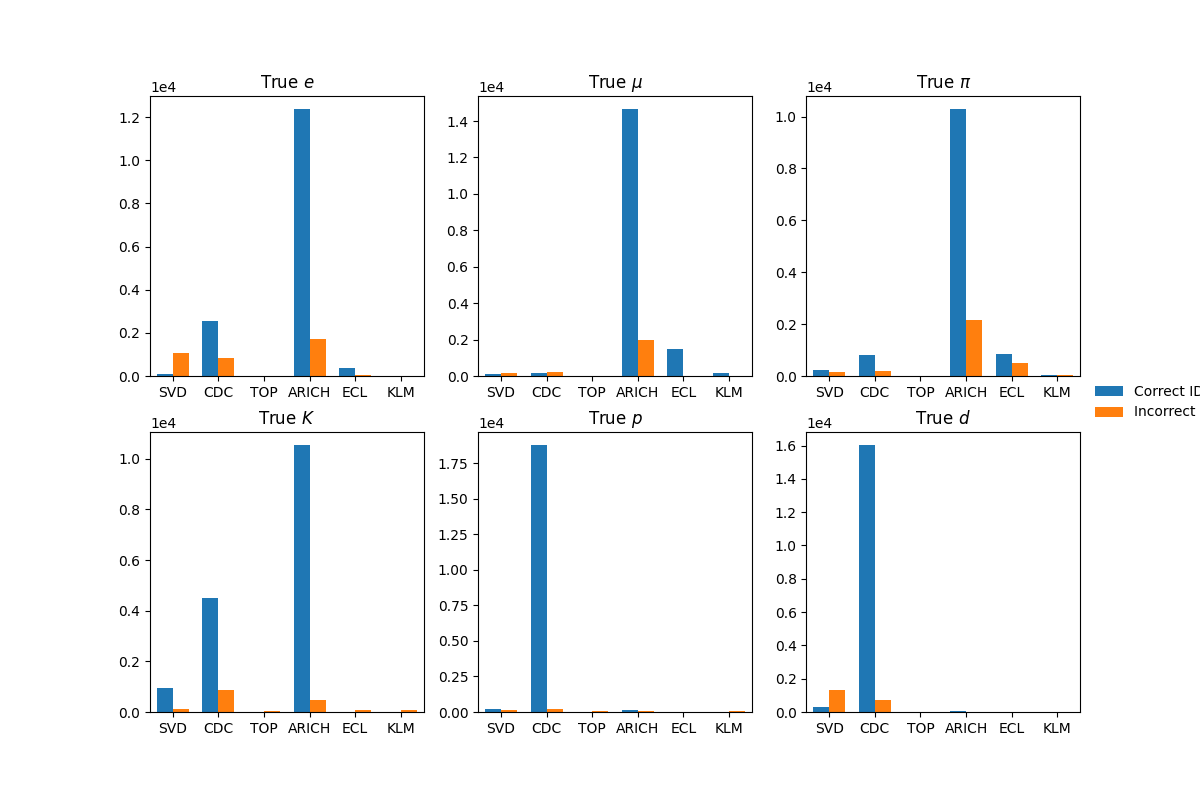 True e
True μ
True π
1e4
1e4
1e4
1.2
1.0
0.8
0.6
0.4
0.2
0.0
1.4
1.2
1.0
0.8
0.6
0.4
0.2
0.0
1.0
0.8
0.6
0.4
0.2
0.0
SVD CDC TOP ARICH ECL KLM
SVD CDC TOP ARICH ECL KLM
SVD CDC TOP ARICH ECL KLM
Correct ID
Incorrect
True K
True p
True d
1e4
1e4
1e4
1.0
0.8
0.6
0.4
0.2
0.0
1.75
1.50
1.25
1.00
0.75
0.50
0.25
0.00
1.6
1.4
1.2
1.0
0.8
0.6
0.4
0.2
0.0
SVD CDC TOP ARICH ECL KLM
SVD CDC TOP ARICH ECL KLM
SVD CDC TOP ARICH ECL KLM